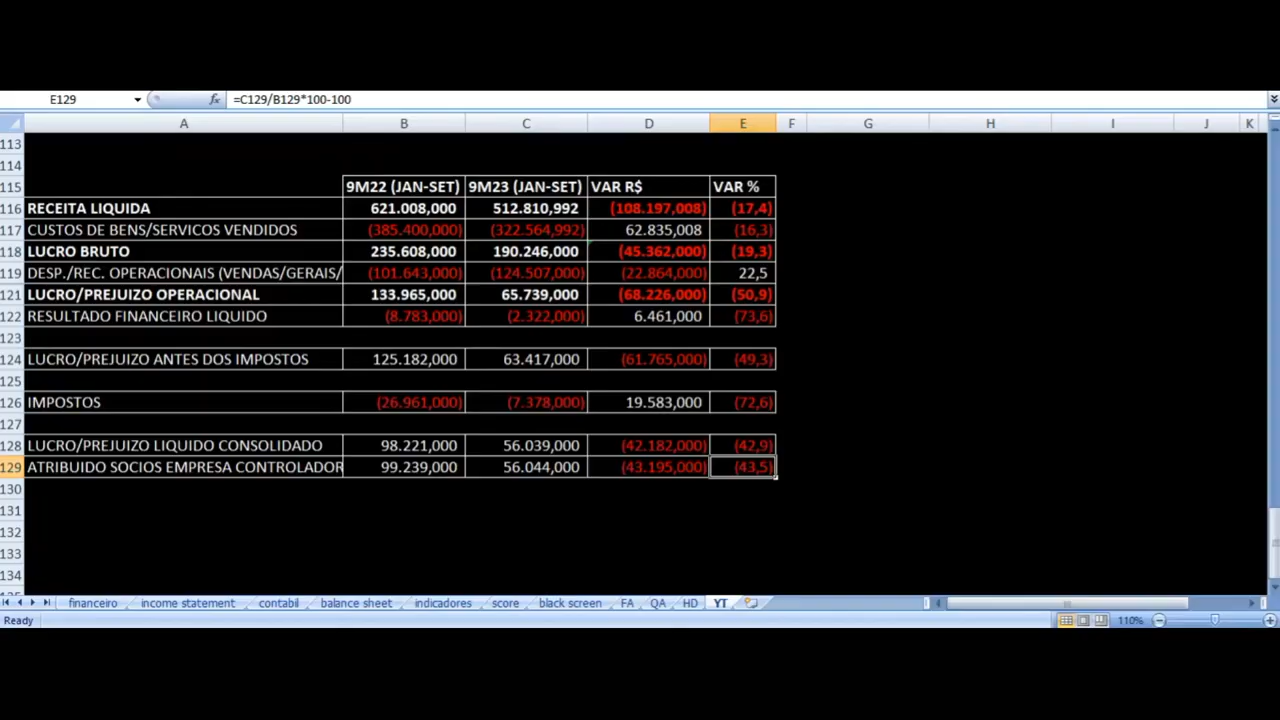 E129 fx =C129/B129*100-100
A B C D E F G H I J K
113
114
115 9M22 (JAN-SET) 9M23 (JAN-SET) VAR R$ VAR %
116 RECEITA LIQUIDA 621.008,000 512.810,992 (108.197,008) (17,4)
117 CUSTOS DE BENS/SERVICOS VENDIDOS (385.400,000) (322.564,992) 62.835,008 (16,3)
118 LUCRO BRUTO 235.608,000 190.246,000 (45.362,000) (19,3)
119 DESP./REC. OPERACIONAIS (VENDAS/GERAIS/ (101.643,000) (124.507,000) (22.864,000) 22,5
121 LUCRO/PREJUIZO OPERACIONAL 133.965,000 65.739,000 (68.226,000) (50,9)
122 RESULTADO FINANCEIRO LIQUIDO (8.783,000) (2.322,000) 6.461,000 (73,6)
123
124 LUCRO/PREJUIZO ANTES DOS IMPOSTOS 125.182,000 63.417,000 (61.765,000) (49,3)
125
126 IMPOSTOS (26.961,000) (7.378,000) 19.583,000 (72,6)
127
128 LUCRO/PREJUIZO LIQUIDO CONSOLIDADO 98.221,000 56.039,000 (42.182,000) (42,9)
129 ATRIBUIDO SOCIOS EMPRESA CONTROLADOR 99.239,000 56.044,000 (43.195,000) (43,5)
130
131
132
133
134
financeiro income statement contabil balance sheet indicadores score black screen FA QA HD YT
Ready 110%